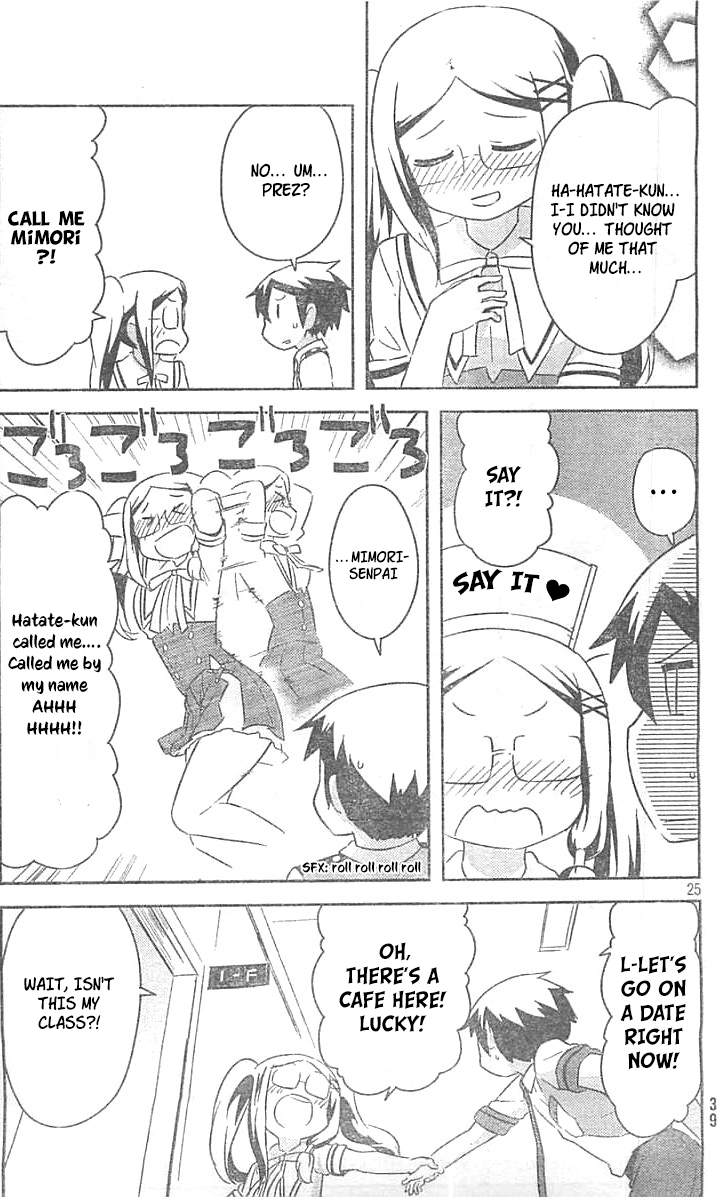 HA-HATATE-KUN...
I-I DIDN'T KNOW
YOU... THOUGHT
OF ME THAT
MUCH...
NO... UM...
PREZ?
CALL ME
MiMORi
?!
...
SAY
IT?!
SAY IT ♥
ごろごろごろごろ
...MIMORI-
SENPAI
Hatate-kun
called me....
Called me by
my name
AHHH
HHHH!!
SFX: roll roll roll roll
25
L-LET'S
GO ON
A DATE
RIGHT
NOW!
OH,
THERE'S A
CAFE HERE!
LUCKY!
1-F
WAIT, ISN'T
THIS MY
CLASS?!
39